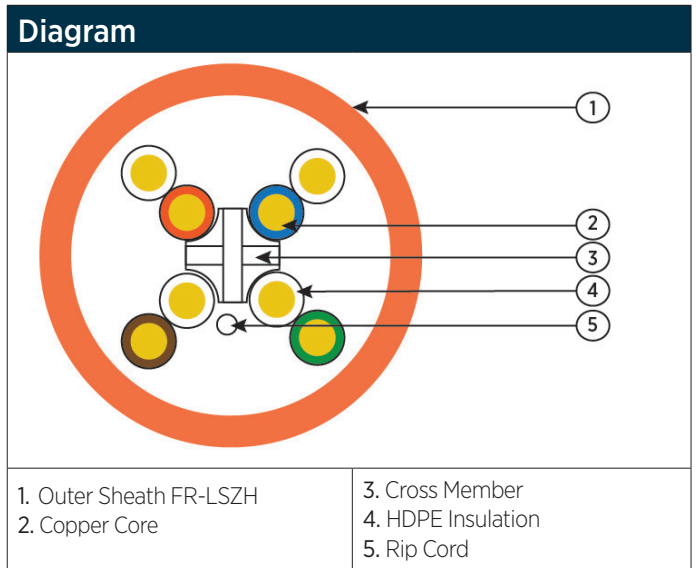 Diagram
1
2
3
4
5
1. Outer Sheath FR-LSZH
2. Copper Core
3. Cross Member
4. HDPE Insulation
5. Rip Cord